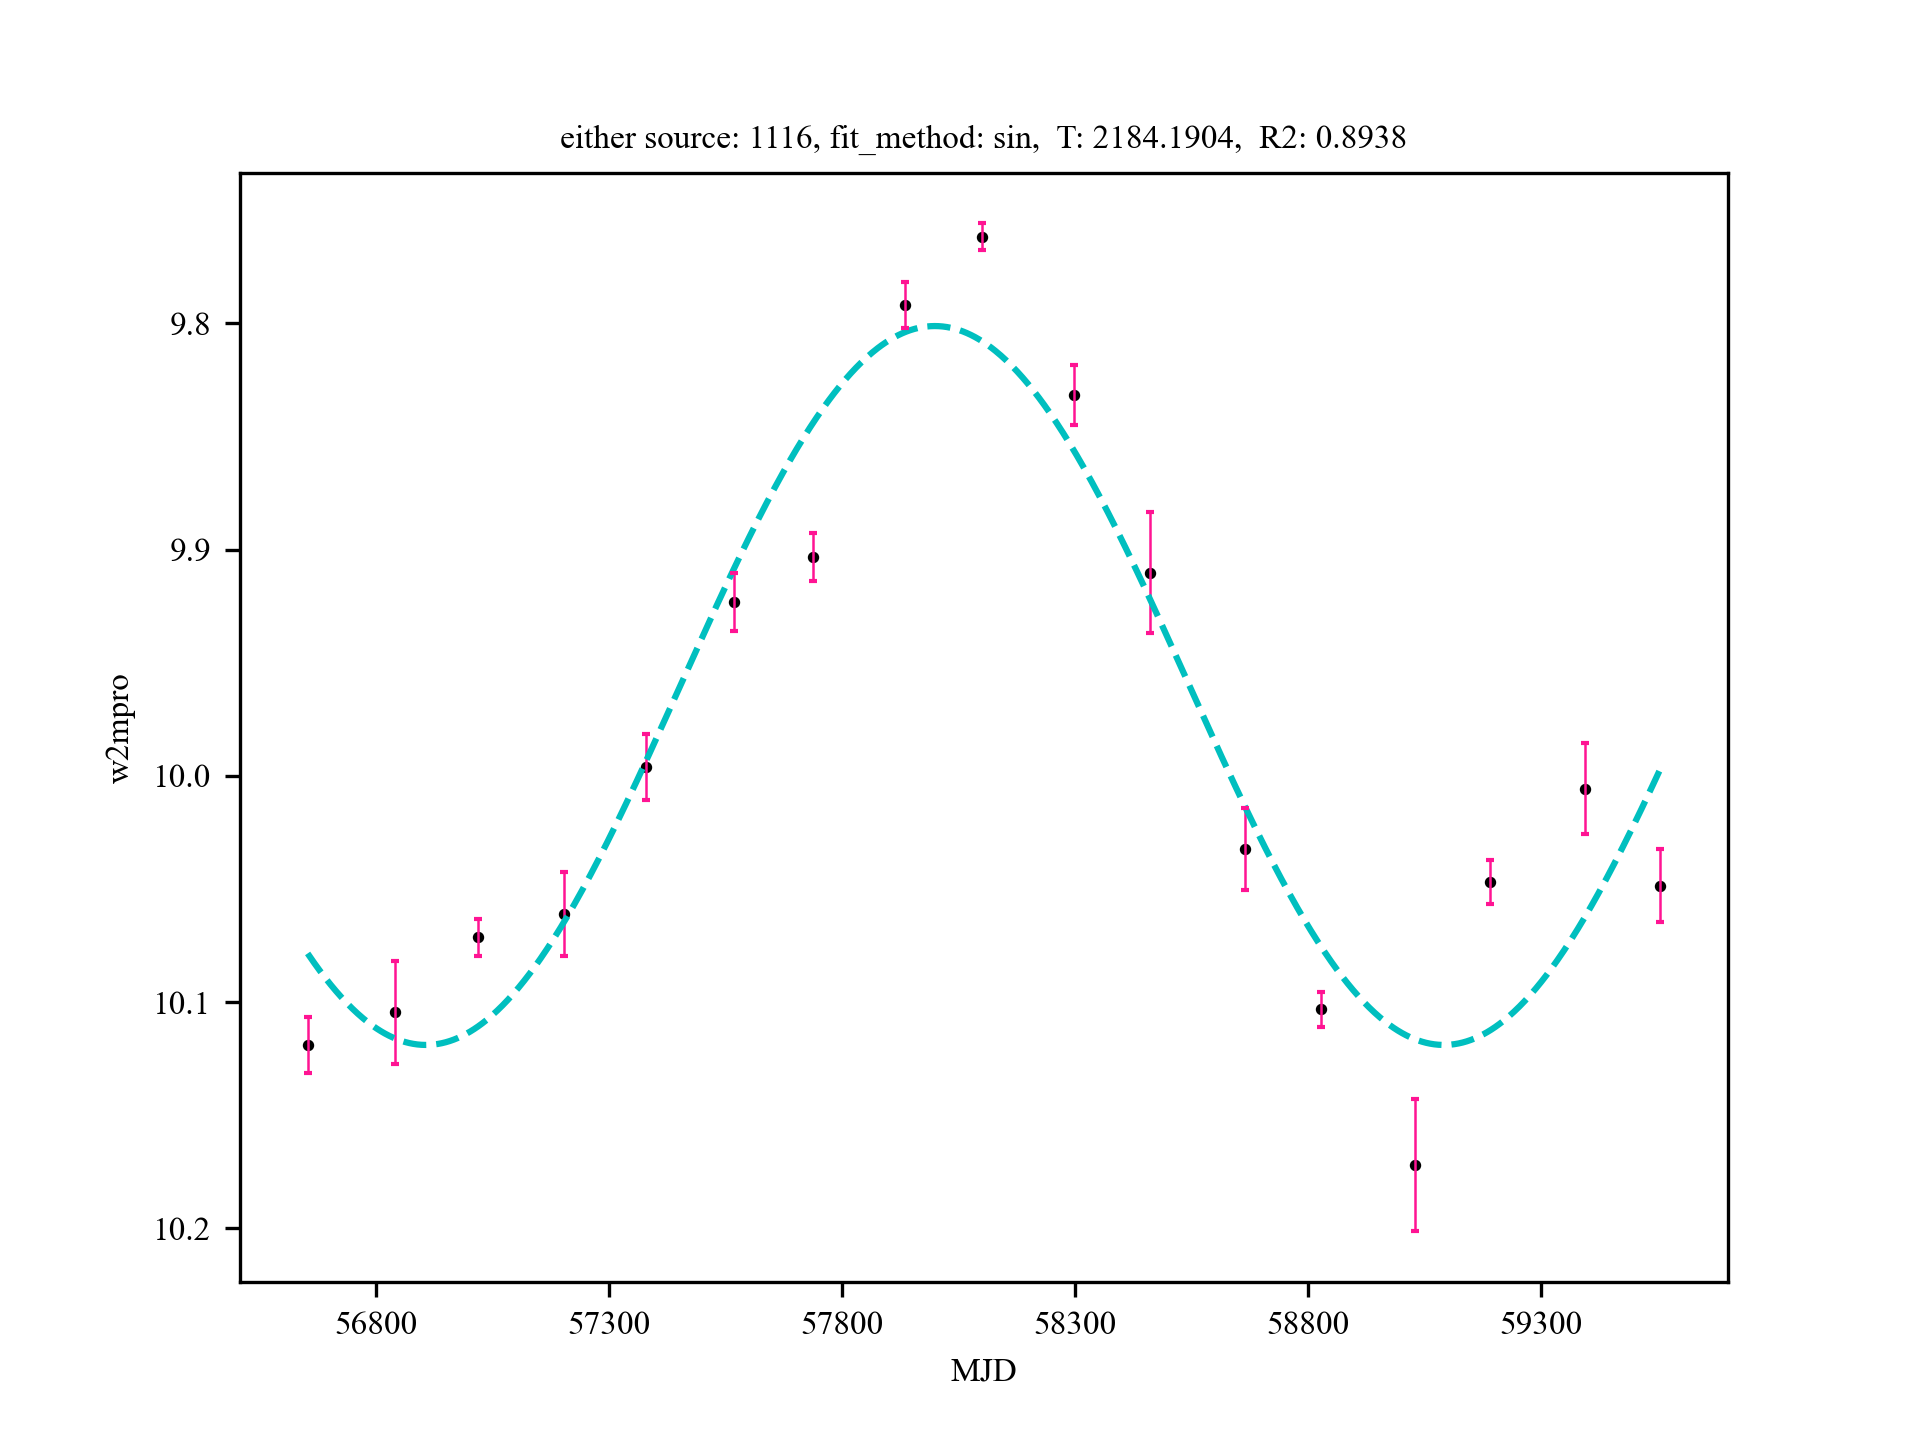 either source: 1116, fit_method: sin,  T: 2184.1904,  R2: 0.8938
9.8
9.9
10.0
10.1
10.2
w2mpro
56800 57300 57800 58300 58800 59300
MJD